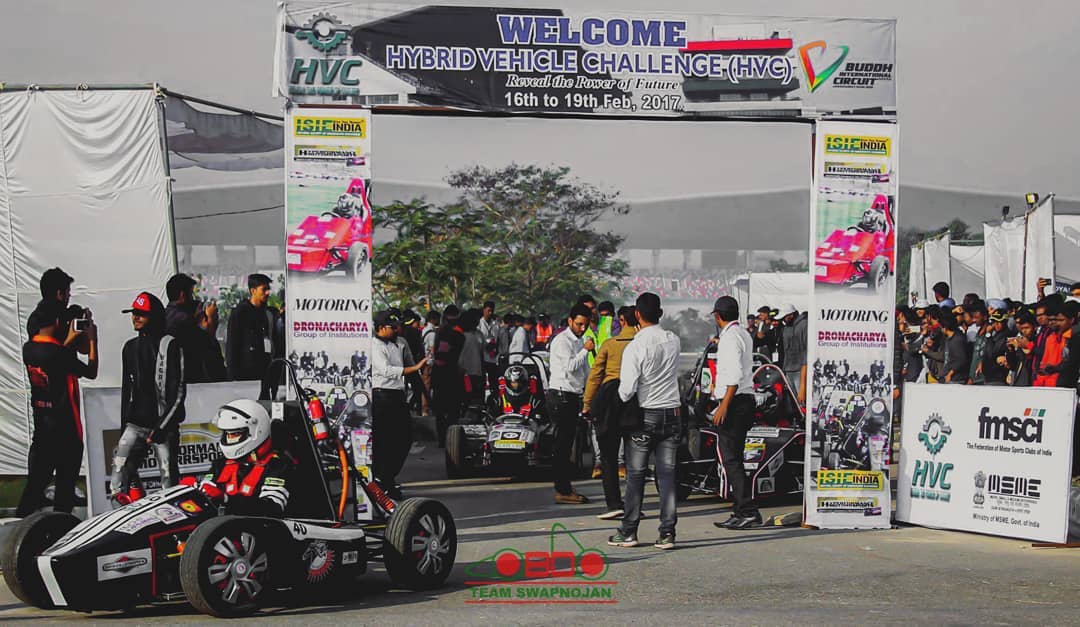 WELCOME
HYBRID VEHICLE CHALLENGE (HVC)
Reveal the Power of Future
16th to 19th Feb, 2017
HVC
BUDDH
INTERNATIONAL
CIRCUIT
ISIE INDIA
MOTORING
DRONACHARYA
Group of Institutions
ISIE INDIA
MOTORING
DRONACHARYA
Group of Institutions
ISIE INDIA
fmsci
The Federation of Motor Sports Clubs of India
HVC
MSME
Ministry of MSME, Govt. of India
40
TEAM SWAPNOJAN